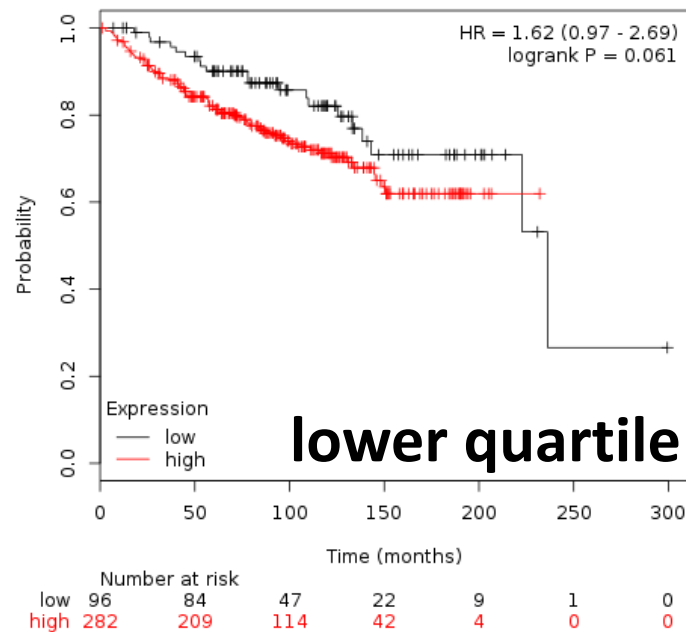 HR = 1.62 (0.97 - 2.69)
logrank P = 0.061
Probability
1.0
0.8
0.6
0.4
0.2
0.0
Expression
low
high
lower quartile
0 50 100 150 200 250 300
Time (months)
Number at risk
low 96 84 47 22 9 1 0
high 282 209 114 42 4 0 0